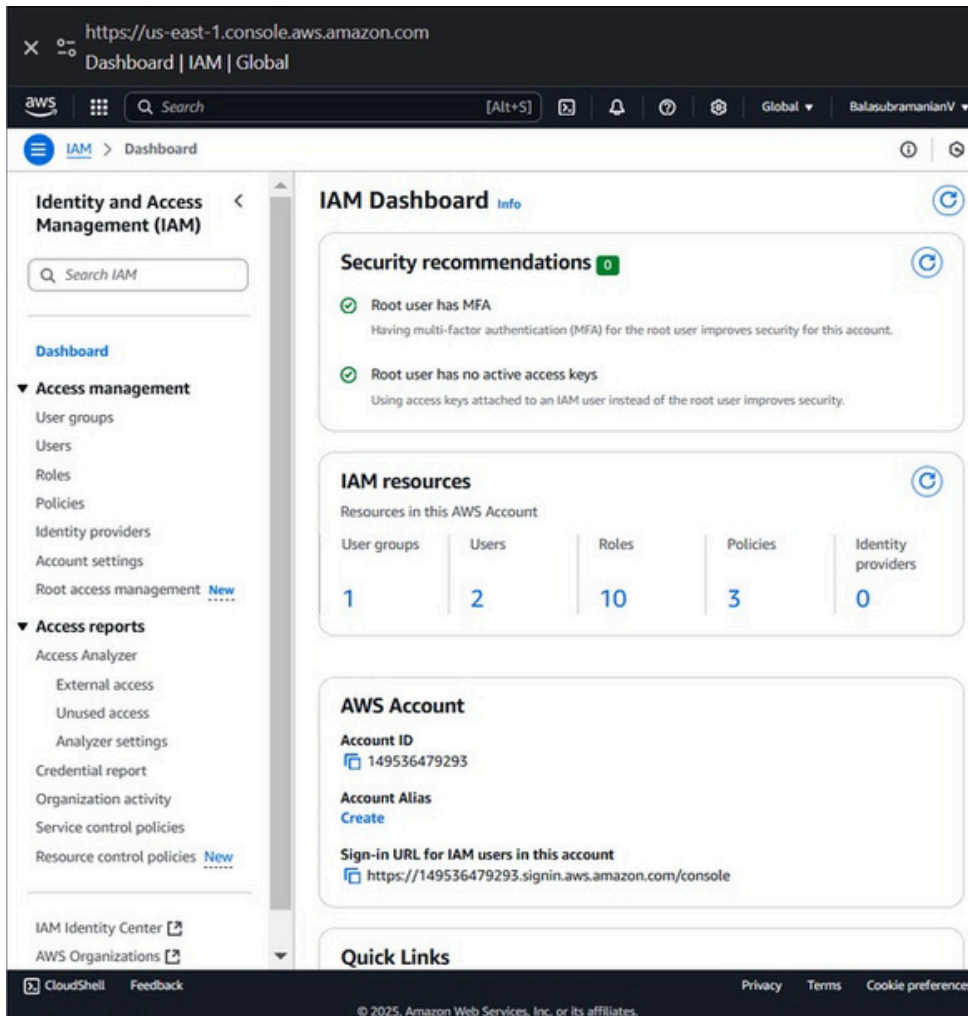 https://us-east-1.console.aws.amazon.com
Dashboard | IAM | Global
aws
Search [Alt+S] Global BalasubramanianV
IAM > Dashboard
Identity and Access
Management (IAM)
Search IAM
Dashboard
Access management
User groups
Users
Roles
Policies
Identity providers
Account settings
Root access management New
Access reports
Access Analyzer
External access
Unused access
Analyzer settings
Credential report
Organization activity
Service control policies
Resource control policies New
IAM Identity Center
AWS Organizations
IAM Dashboard Info
Security recommendations 0
Root user has MFA
Having multi-factor authentication (MFA) for the root user improves security for this account.
Root user has no active access keys
Using access keys attached to an IAM user instead of the root user improves security.
IAM resources
Resources in this AWS Account
User groups
1
Users
2
Roles
10
Policies
3
Identity
providers
0
AWS Account
Account ID
149536479293
Account Alias
Create
Sign-in URL for IAM users in this account
https://149536479293.signin.aws.amazon.com/console
Quick Links
CloudShell Feedback Privacy Terms Cookie preferences
© 2025, Amazon Web Services, Inc. or its affiliates.